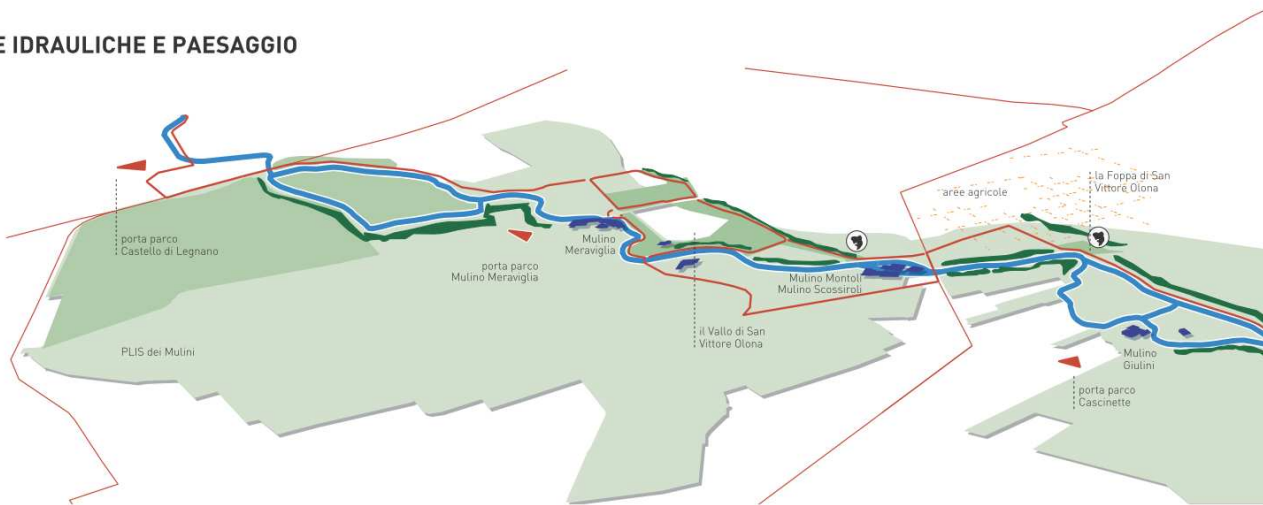 E IDRAULICHE E PAESAGGIO
porta parco
Castello di Legnano
PLIS dei Mulini
porta parco
Mulino Meraviglia
Mulino
Meraviglia
il Vallo di San
Vittore Olona
Mulino Montoli
Mulino Scossiroli
aree agricole
la Foppa di San
Vittore Olona
Mulino
Giulini
porta parco
Cascinette